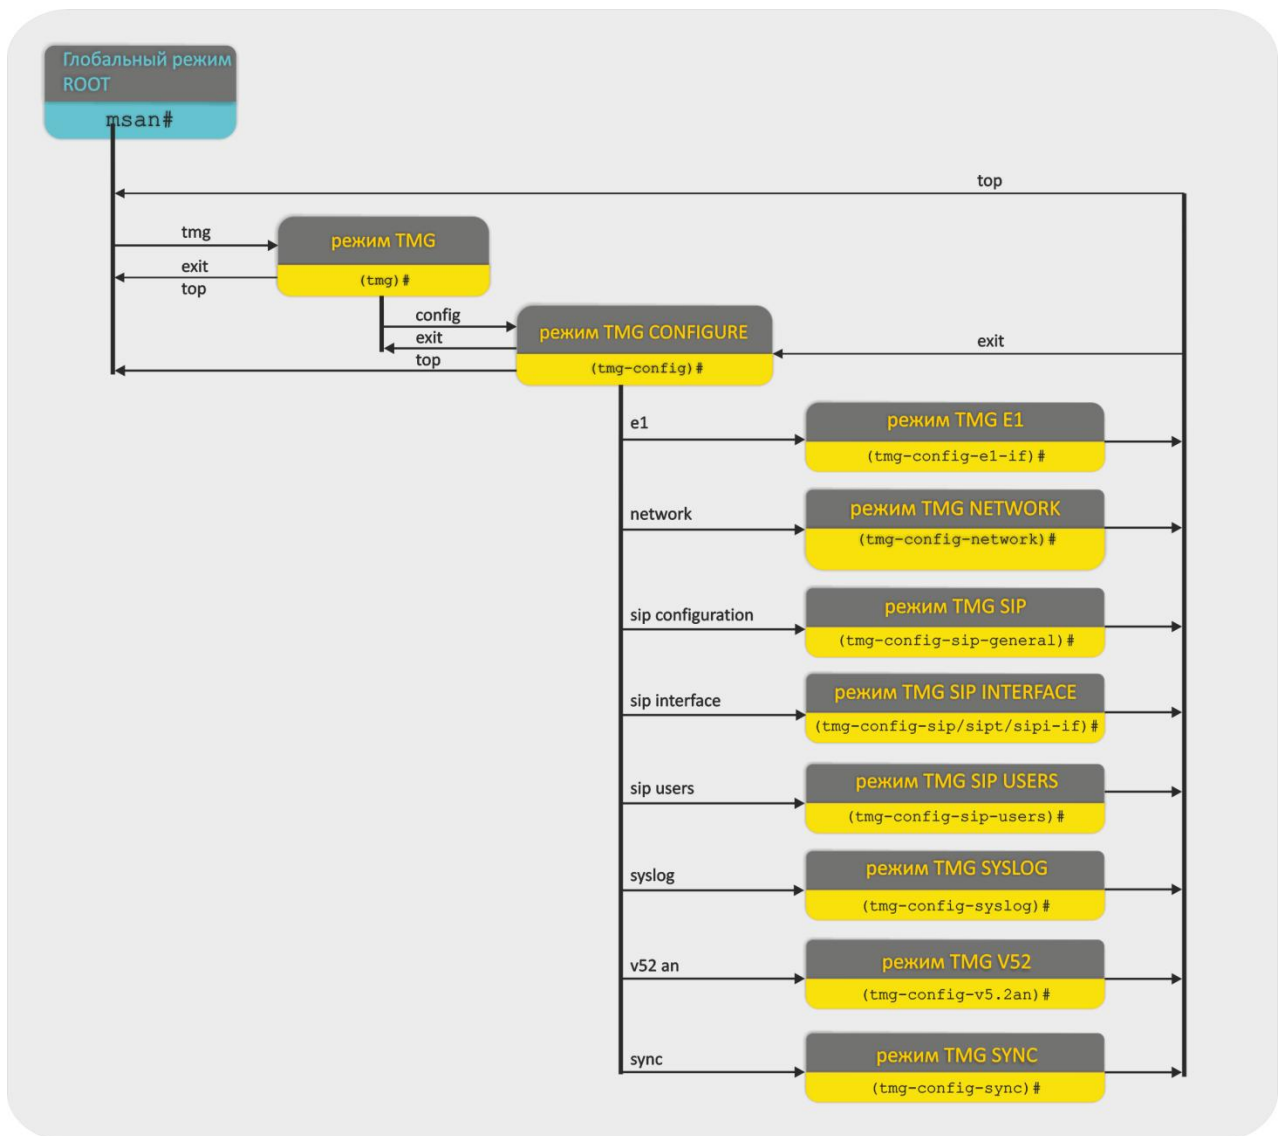 Глобальный режим
ROOT
msan#
top
tmg
режим TMG
exit
(tmg)#
top
config
режим TMG CONFIGURE
exit
exit
top
(tmg-config)#
e1
режим TMG E1
(tmg-config-e1-if)#
network
режим TMG NETWORK
(tmg-config-network)#
sip configuration
режим TMG SIP
(tmg-config-sip-general)#
sip interface
режим TMG SIP INTERFACE
(tmg-config-sip/sipt/sipi-if)#
sip users
режим TMG SIP USERS
(tmg-config-sip-users)#
syslog
режим TMG SYSLOG
(tmg-config-syslog)#
v52 an
режим TMG V52
(tmg-config-v5.2an)#
sync
режим TMG SYNC
(tmg-config-sync)#